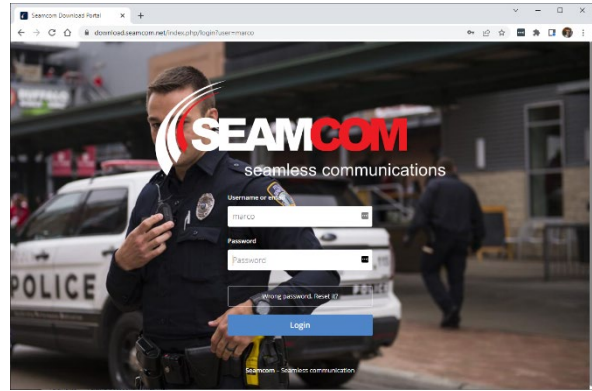 Seamcom Download Portal
download.seamcom.net/index.php/login?user=marco
SEAMCOM
seamless communications
Username or email
marco
Password
Password
Wrong password. Reset it?
Login
Seamcom – Seamless communication
POLICE